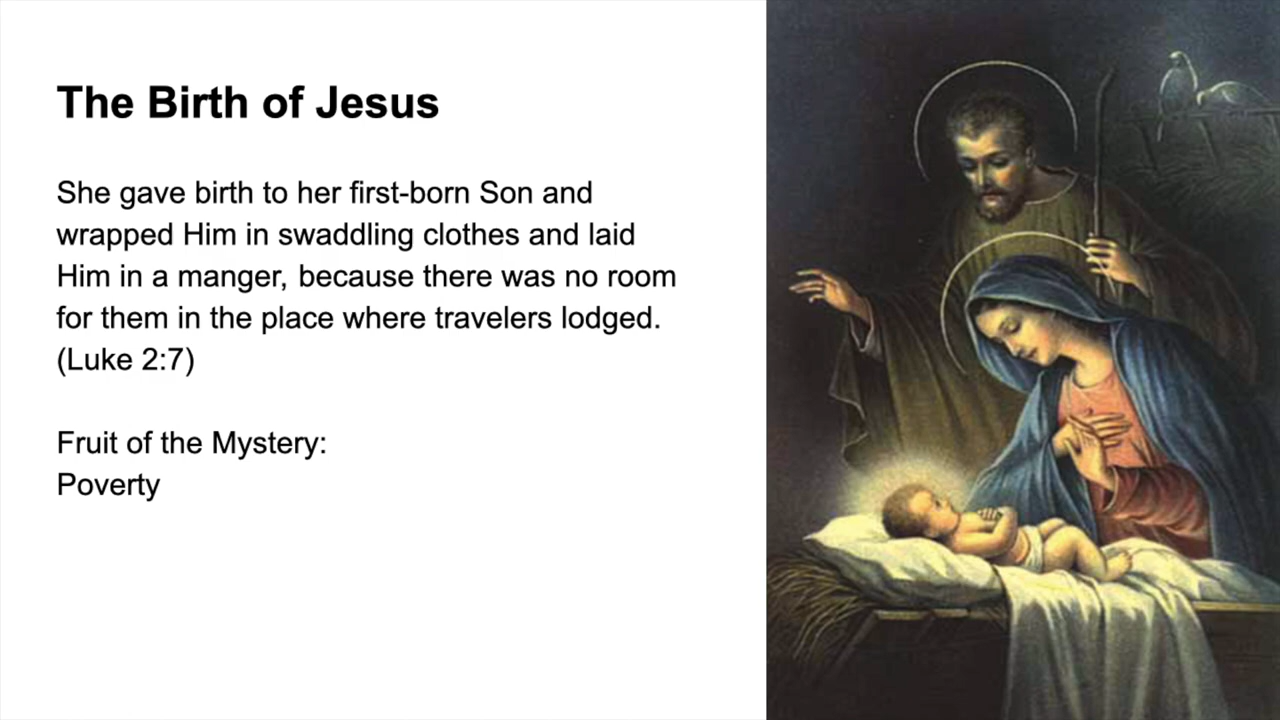 The Birth of Jesus
She gave birth to her first-born Son and
wrapped Him in swaddling clothes and laid
Him in a manger, because there was no room
for them in the place where travelers lodged.
(Luke 2:7)
Fruit of the Mystery:
Poverty